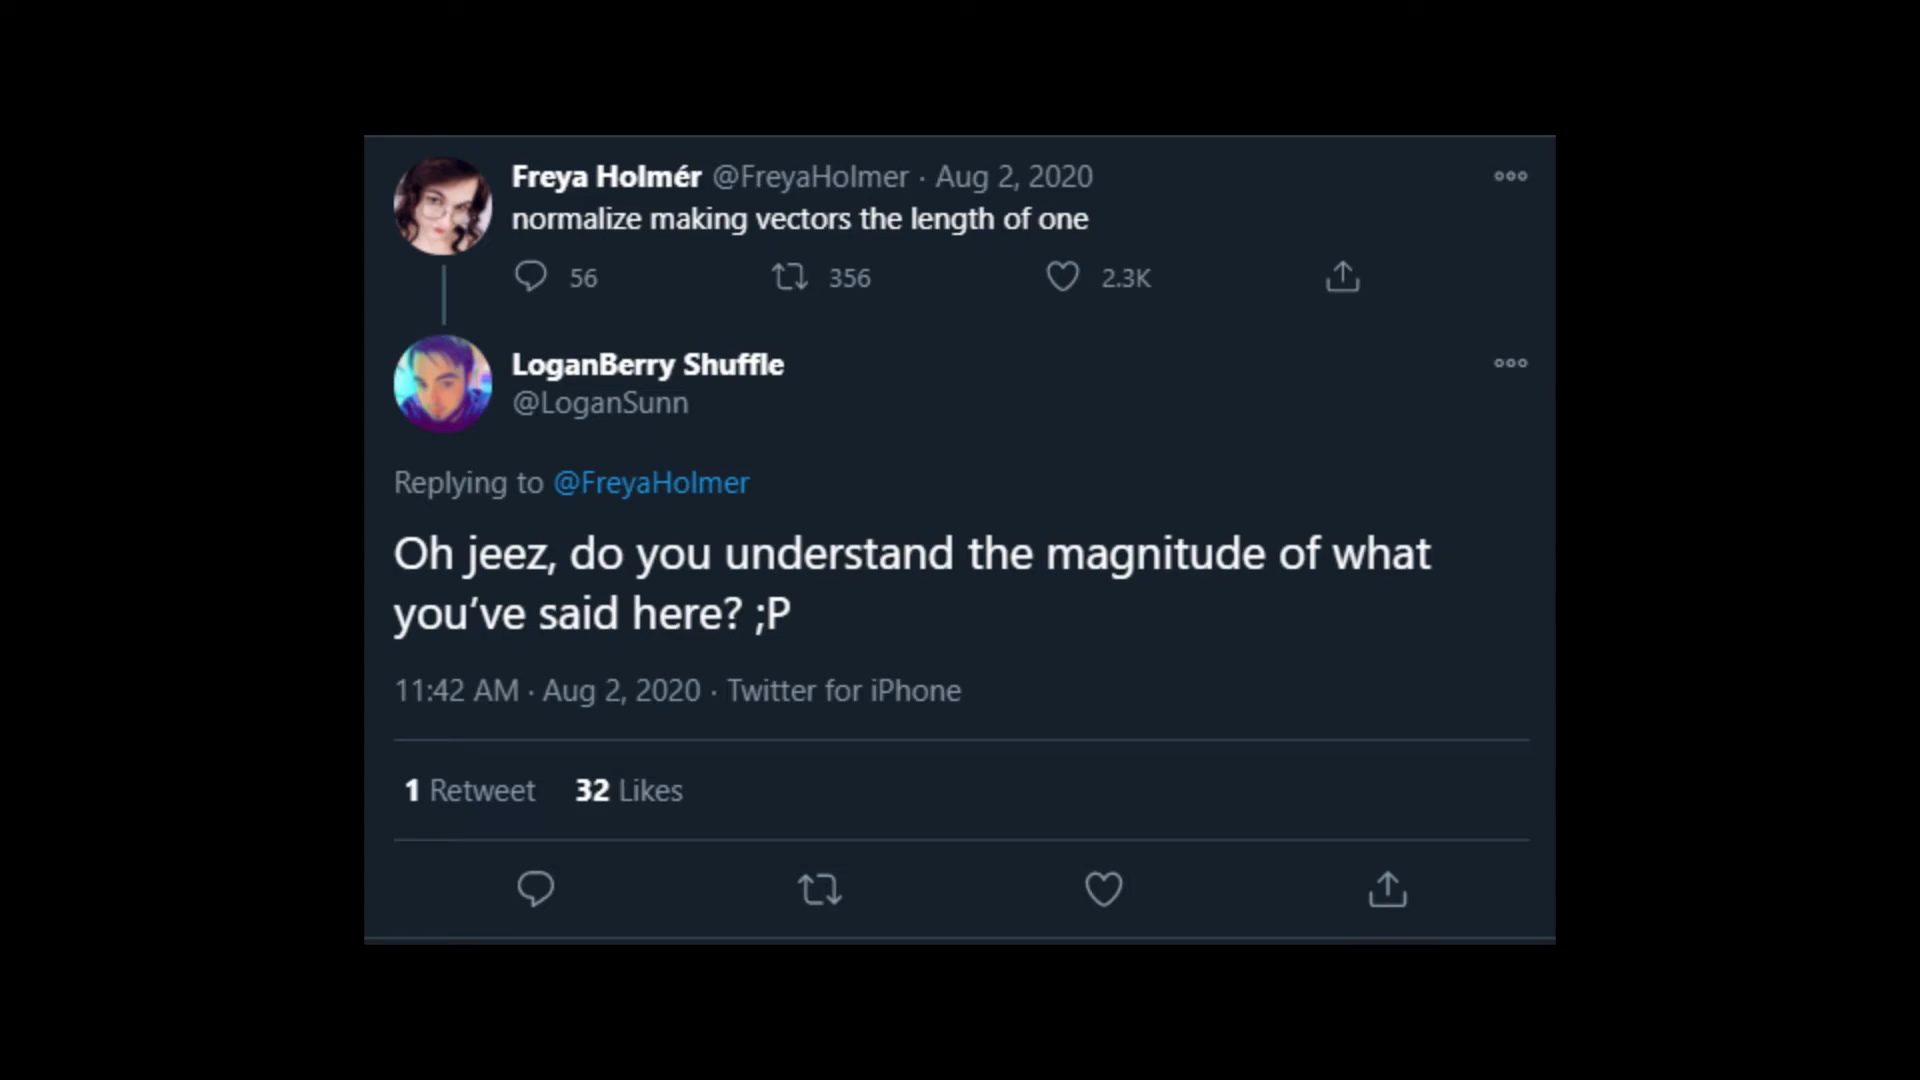 Freya Holmér @FreyaHolmer · Aug 2, 2020
normalize making vectors the length of one
56 356 2.3K
LoganBerry Shuffle
@LoganSunn
Replying to @FreyaHolmer
Oh jeez, do you understand the magnitude of what
you’ve said here? ;P
11:42 AM · Aug 2, 2020 · Twitter for iPhone
1 Retweet 32 Likes